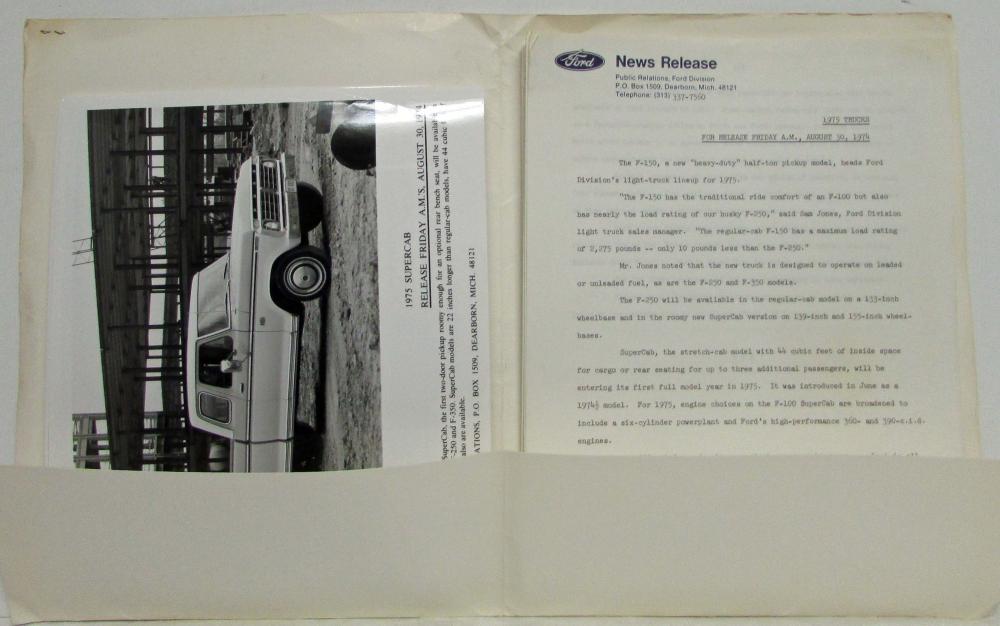 1975 SUPERCAB
RELEASE FRIDAY A.M.'S, AUGUST 30, 1974
SuperCab, the first two-door pickup roomy enough for an optional rear bench seat, will be available
F-250 and F-350. SuperCab models are 22 inches longer than regular-cab models, have 44 cubic
also are available.
ATIONS, P.O. BOX 1509, DEARBORN, MICH. 48121
Ford
News Release
Public Relations, Ford Division
P.O. Box 1509, Dearborn, Mich. 48121
Telephone: (313) 337-7560
1975 TRUCKS
FOR RELEASE FRIDAY A.M., AUGUST 30, 1974
The F-150, a new "heavy-duty" half-ton pickup model, heads Ford
Division's light-truck lineup for 1975.
"The F-150 has the traditional ride comfort of an F-100 but also
has nearly the load rating of our husky F-250," said Sam Jones, Ford Division
light truck sales manager. "The regular-cab F-150 has a maximum load rating
of 2,275 pounds -- only 10 pounds less than the F-250."
Mr. Jones noted that the new truck is designed to operate on leaded
or unleaded fuel, as are the F-250 and F-350 models.
The F-250 will be available in the regular-cab model on a 133-inch
wheelbase and in the roomy new SuperCab version on 139-inch and 155-inch wheel-
bases.
SuperCab, the stretch-cab model with 44 cubic feet of inside space
for cargo or rear seating for up to three additional passengers, will be
entering its first full model year in 1975. It was introduced in June as a
1974½ model. For 1975, engine choices on the F-100 SuperCab are broadened to
include a six-cylinder powerplant and Ford's high-performance 360- and 390-c.i.d.
engines.